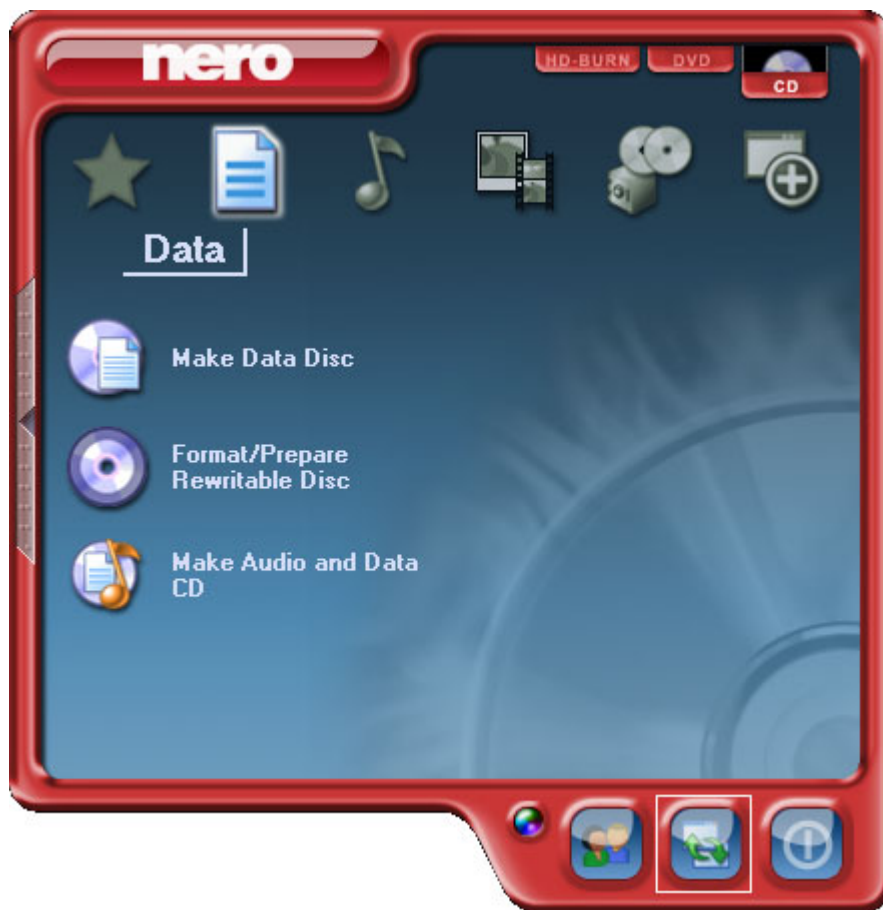 nero
HD-BURN
DVD
CD
Data
Make Data Disc
Format/Prepare
Rewritable Disc
Make Audio and Data
CD